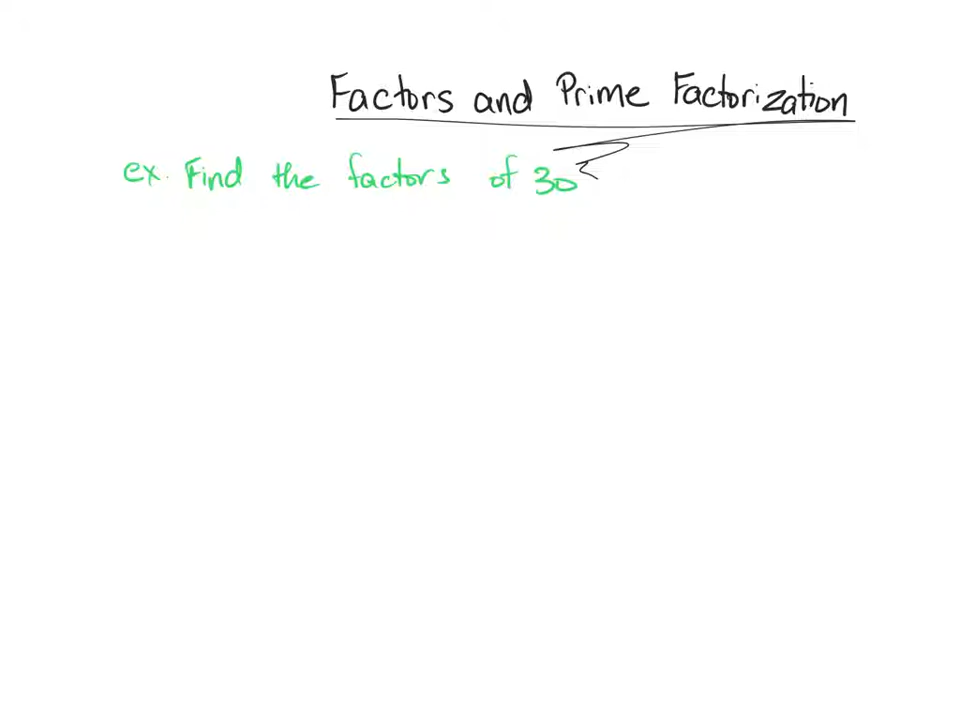 Factors and Prime Factorization
ex. Find the factors of 30